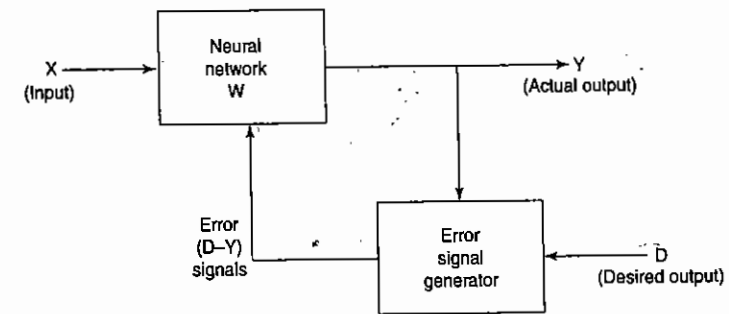 Neural
network
W
X
(Input)
Y
(Actual output)
Error
(D–Y)
signals
Error
signal
generator
D
(Desired output)